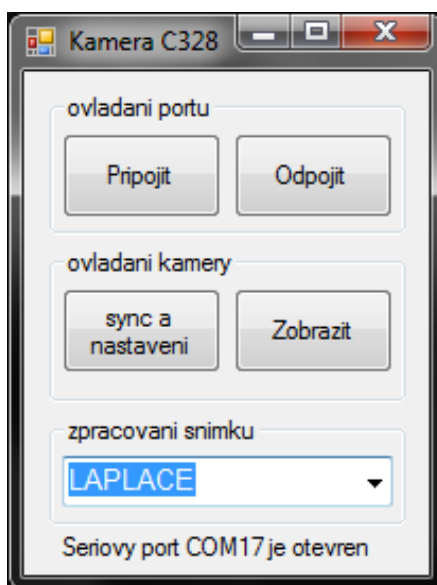 Kamera C328
ovladani portu
Pripojit
Odpojit
ovladani kamery
sync a
nastaveni
Zobrazit
zpracovani snimku
LAPLACE
Seriovy port COM17 je otevren